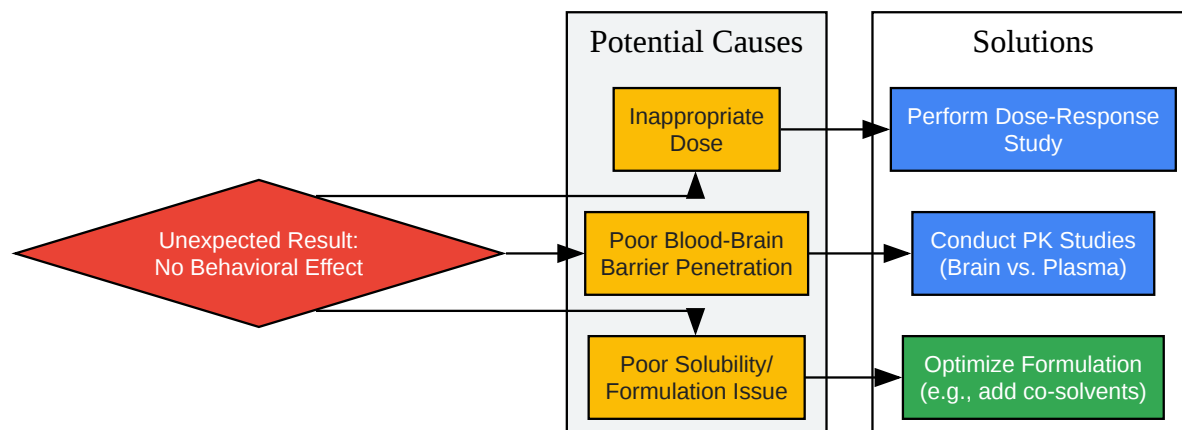 Potential Causes
Solutions
Inappropriate
Dose
Perform Dose-Response
Study
Unexpected Result:
No Behavioral Effect
Poor Blood-Brain
Barrier Penetration
Conduct PK Studies
(Brain vs. Plasma)
Poor Solubility/
Formulation Issue
Optimize Formulation
(e.g., add co-solvents)